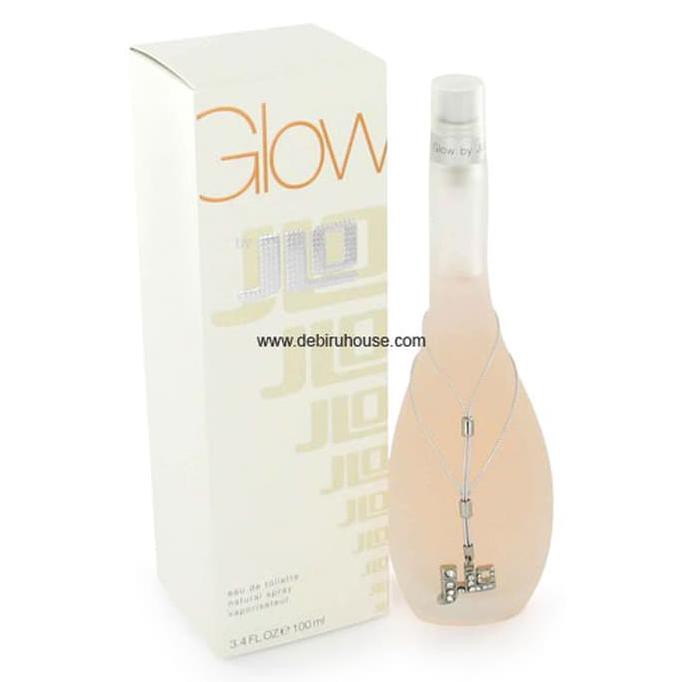 Glow
by JLO
JLO
JLO
JLO
JLO
JLO
JLO
JLO
eau de toilette
natural spray
vaporisateur
3.4 FL OZ e 100 ml
Glow by J
www.debiruhouse.com
JLo